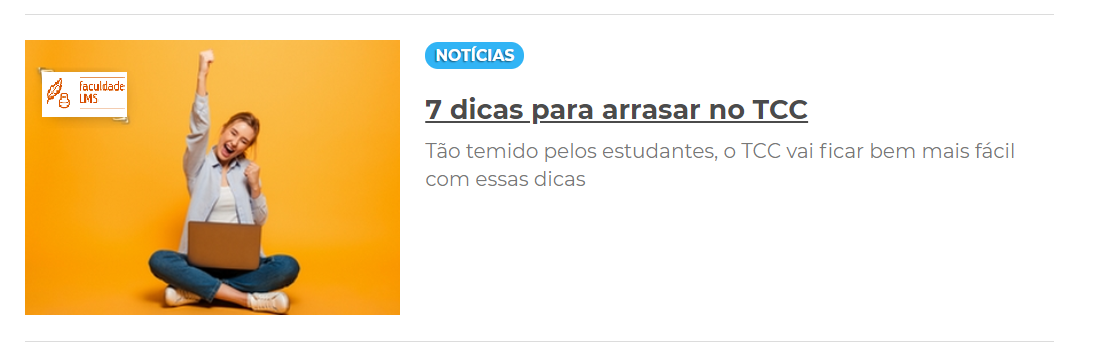 faculdade
LMS
NOTÍCIAS
7 dicas para arrasar no TCC
Tão temido pelos estudantes, o TCC vai ficar bem mais fácil
com essas dicas